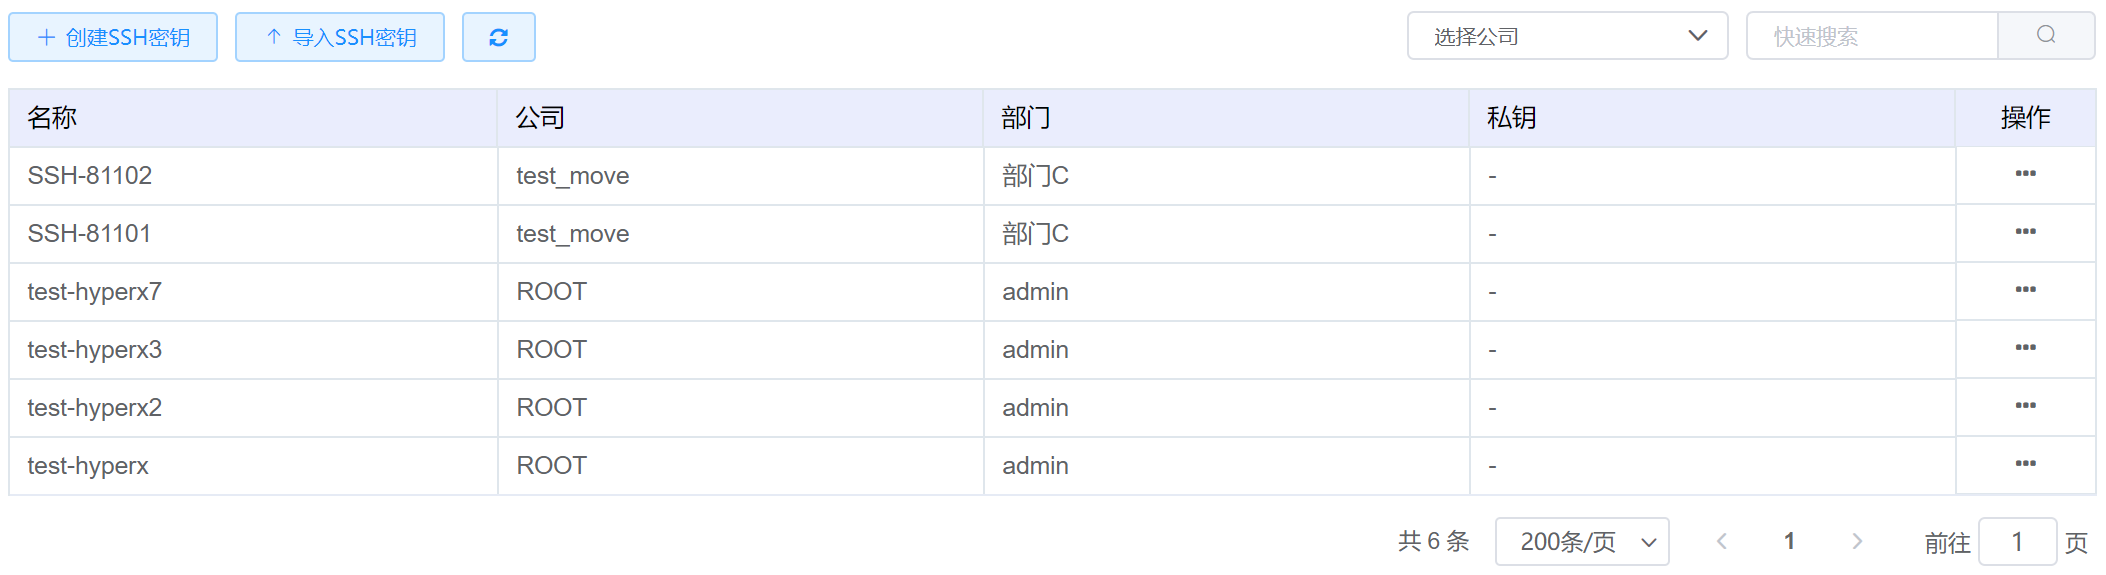 创建SSH密钥 导入SSH密钥 选择公司 快速搜索
名称 公司 部门 私钥 操作
SSH-81102 test_move 部门C -
SSH-81101 test_move 部门C -
test-hyperx7 ROOT admin -
test-hyperx3 ROOT admin -
test-hyperx2 ROOT admin -
test-hyperx ROOT admin -
共 6 条 200条/页 1 前往 1 页